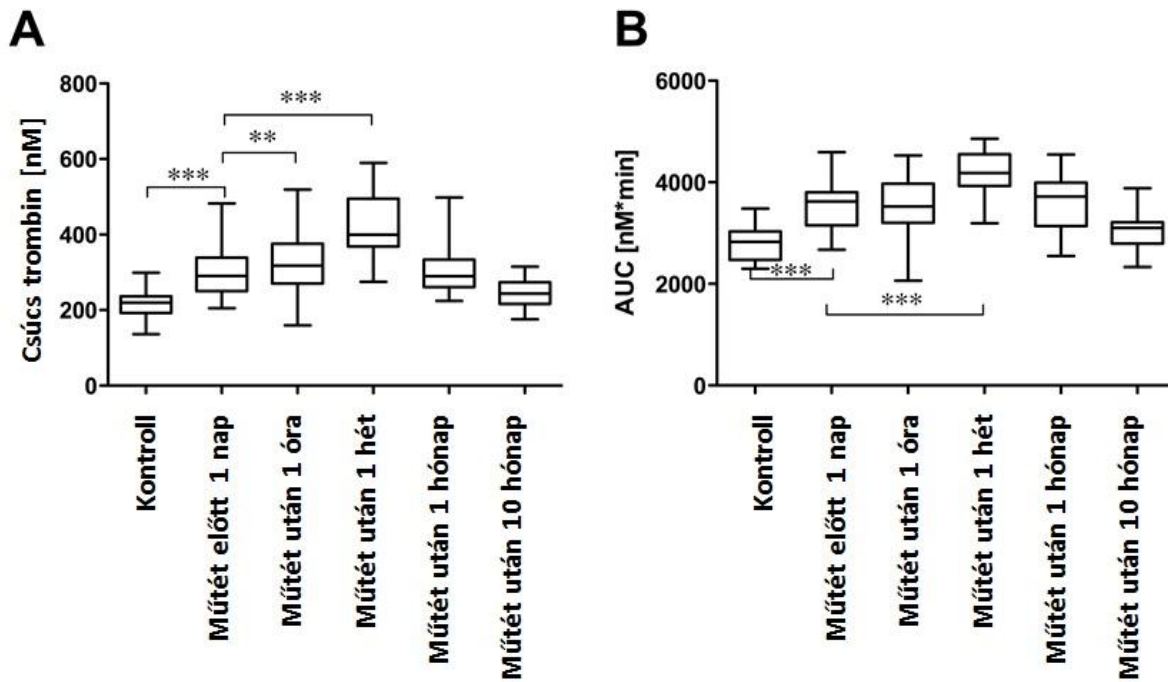 A
Csúcs trombin [nM]
800
600
400
200
0
***
**
***
Kontroll
Műtét előtt 1 nap
Műtét után 1 óra
Műtét után 1 hét
Műtét után 1 hónap
Műtét után 10 hónap
B
AUC [nM*min]
6000
4000
2000
0
***
***
Kontroll
Műtét előtt 1 nap
Műtét után 1 óra
Műtét után 1 hét
Műtét után 1 hónap
Műtét után 10 hónap